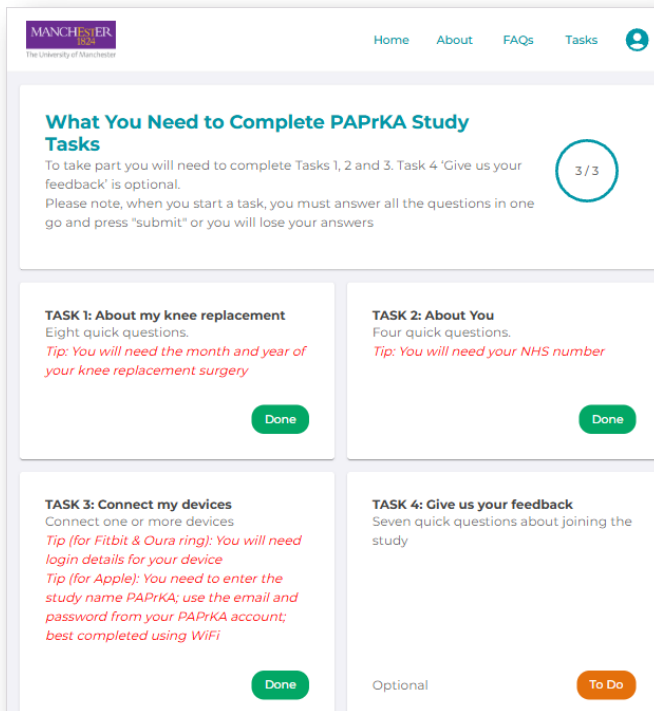 MANCHESTER
1824
The University of Manchester
Home About FAQs Tasks
What You Need to Complete PAPrKA Study
Tasks
To take part you will need to complete Tasks 1, 2 and 3. Task 4 ‘Give us your
feedback’ is optional.
Please note, when you start a task, you must answer all the questions in one
go and press "submit" or you will lose your answers
3 / 3
TASK 1: About my knee replacement
Eight quick questions.
Tip: You will need the month and year of
your knee replacement surgery
Done
TASK 2: About You
Four quick questions.
Tip: You will need your NHS number
Done
TASK 3: Connect my devices
Connect one or more devices
Tip (for Fitbit & Oura ring): You will need
login details for your device
Tip (for Apple): You need to enter the
study name PAPrKA; use the email and
password from your PAPrKA account;
best completed using WiFi
Done
TASK 4: Give us your feedback
Seven quick questions about joining the
study
Optional
To Do